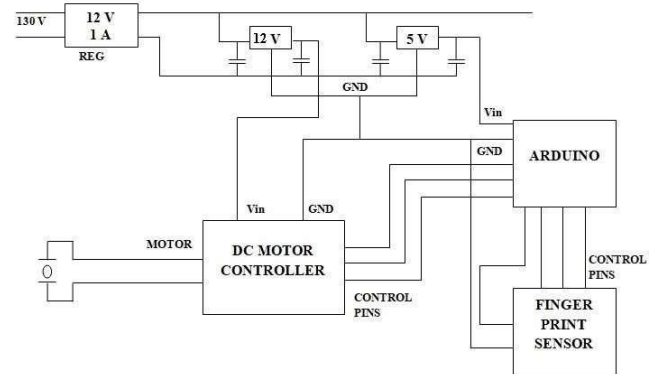 130 V
12 V
1 A
REG
12 V
5 V
GND
Vin
GND
ARDUINO
Vin
GND
MOTOR
DC MOTOR
CONTROLLER
CONTROL
PINS
CONTROL
PINS
FINGER
PRINT
SENSOR